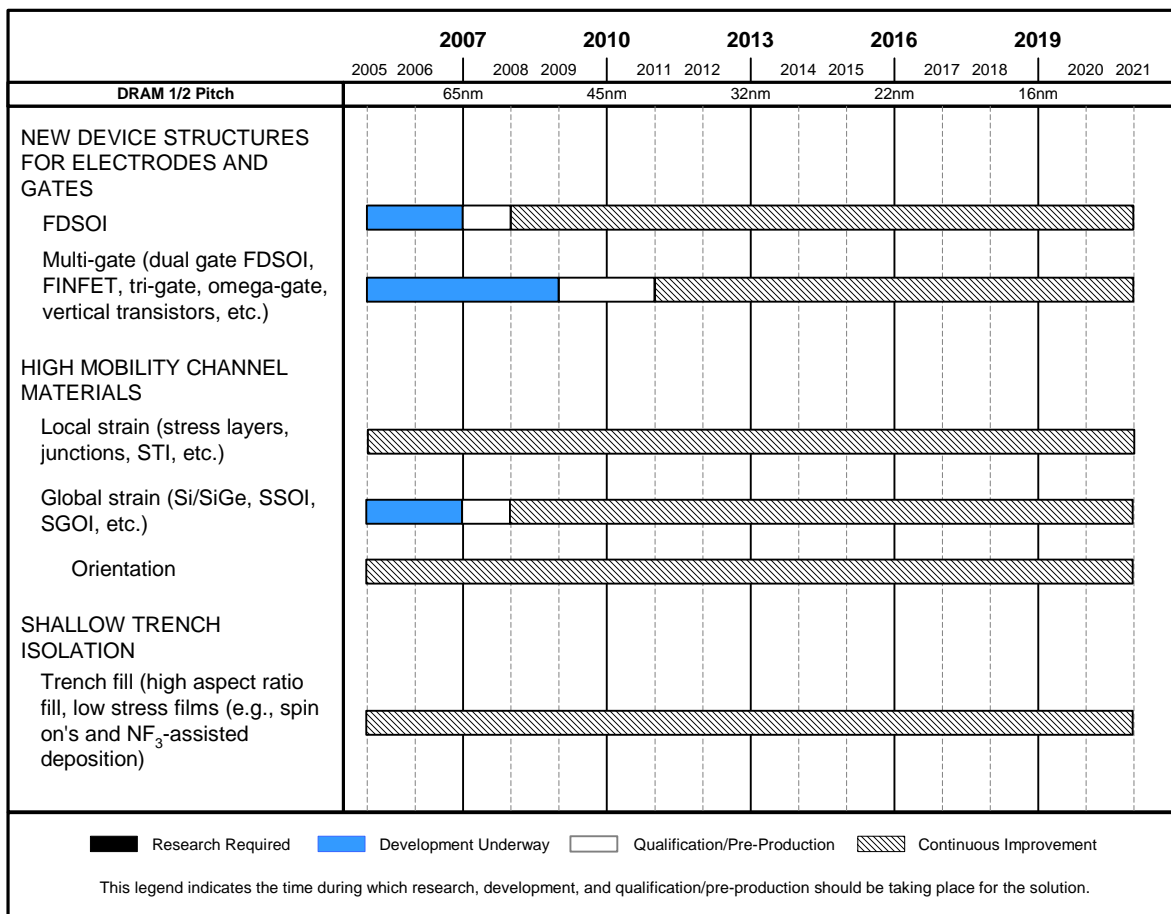 2007 2010 2013 2016 2019
2005 2006 2008 2009 2011 2012 2014 2015 2017 2018 2020 2021
DRAM 1/2 Pitch 65nm 45nm 32nm 22nm 16nm
NEW DEVICE STRUCTURES
FOR ELECTRODES AND
GATES
FDSOI
Multi-gate (dual gate FDSOI,
FINFET, tri-gate, omega-gate,
vertical transistors, etc.)
HIGH MOBILITY CHANNEL
MATERIALS
Local strain (stress layers,
junctions, STI, etc.)
Global strain (Si/SiGe, SSOI,
SGOI, etc.)
Orientation
SHALLOW TRENCH
ISOLATION
Trench fill (high aspect ratio
fill, low stress films (e.g., spin
on's and NF3-assisted
deposition)
Research Required Development Underway Qualification/Pre-Production Continuous Improvement
This legend indicates the time during which research, development, and qualification/pre-production should be taking place for the solution.